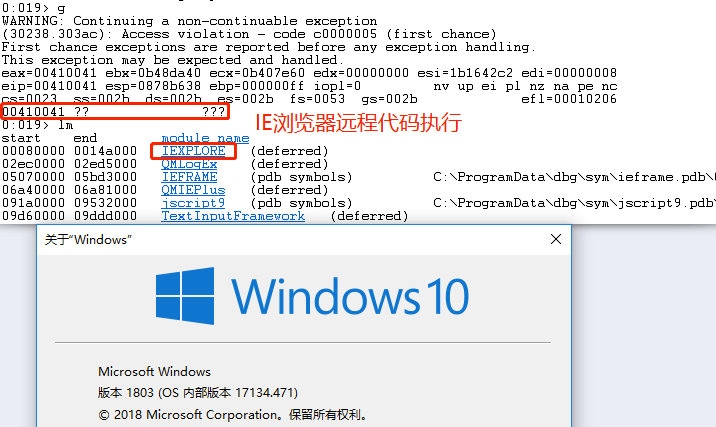 0:019> g
WARNING: Continuing a non-continuable exception
(30238.303ac): Access violation - code c0000005 (first chance)
First chance exceptions are reported before any exception handling.
This exception may be expected and handled.
eax=00410041 ebx=0b48da40 ecx=0b407e60 edx=00000000 esi=1b1642c2 edi=00000008
eip=00410041 esp=0878b638 ebp=000000ff iopl=0 nv up ei pl nz na pe nc
cs=0023 ss=002b ds=002b es=002b fs=0053 gs=002b efl=00010206
00410041 ?? ???
IE浏览器远程代码执行
0:019> lm
start end module name
00080000 0014a000 IEXPLORE (deferred)
02ec0000 02ed5000 QMLogEx (deferred)
05070000 05bd3000 IEFRAME (pdb symbols) C:\ProgramData\dbg\sym\ieframe.pdb\
06a40000 06a81000 QMIEPlus (deferred)
091a0000 09532000 jscript9 (pdb symbols) C:\ProgramData\dbg\sym\jscript9.pdb\
09d60000 09ddd000 TextInputFramework (deferred)
关于“Windows”
Windows 10
Microsoft Windows
版本 1803 (OS 内部版本 17134.471)
© 2018 Microsoft Corporation。保留所有权利。